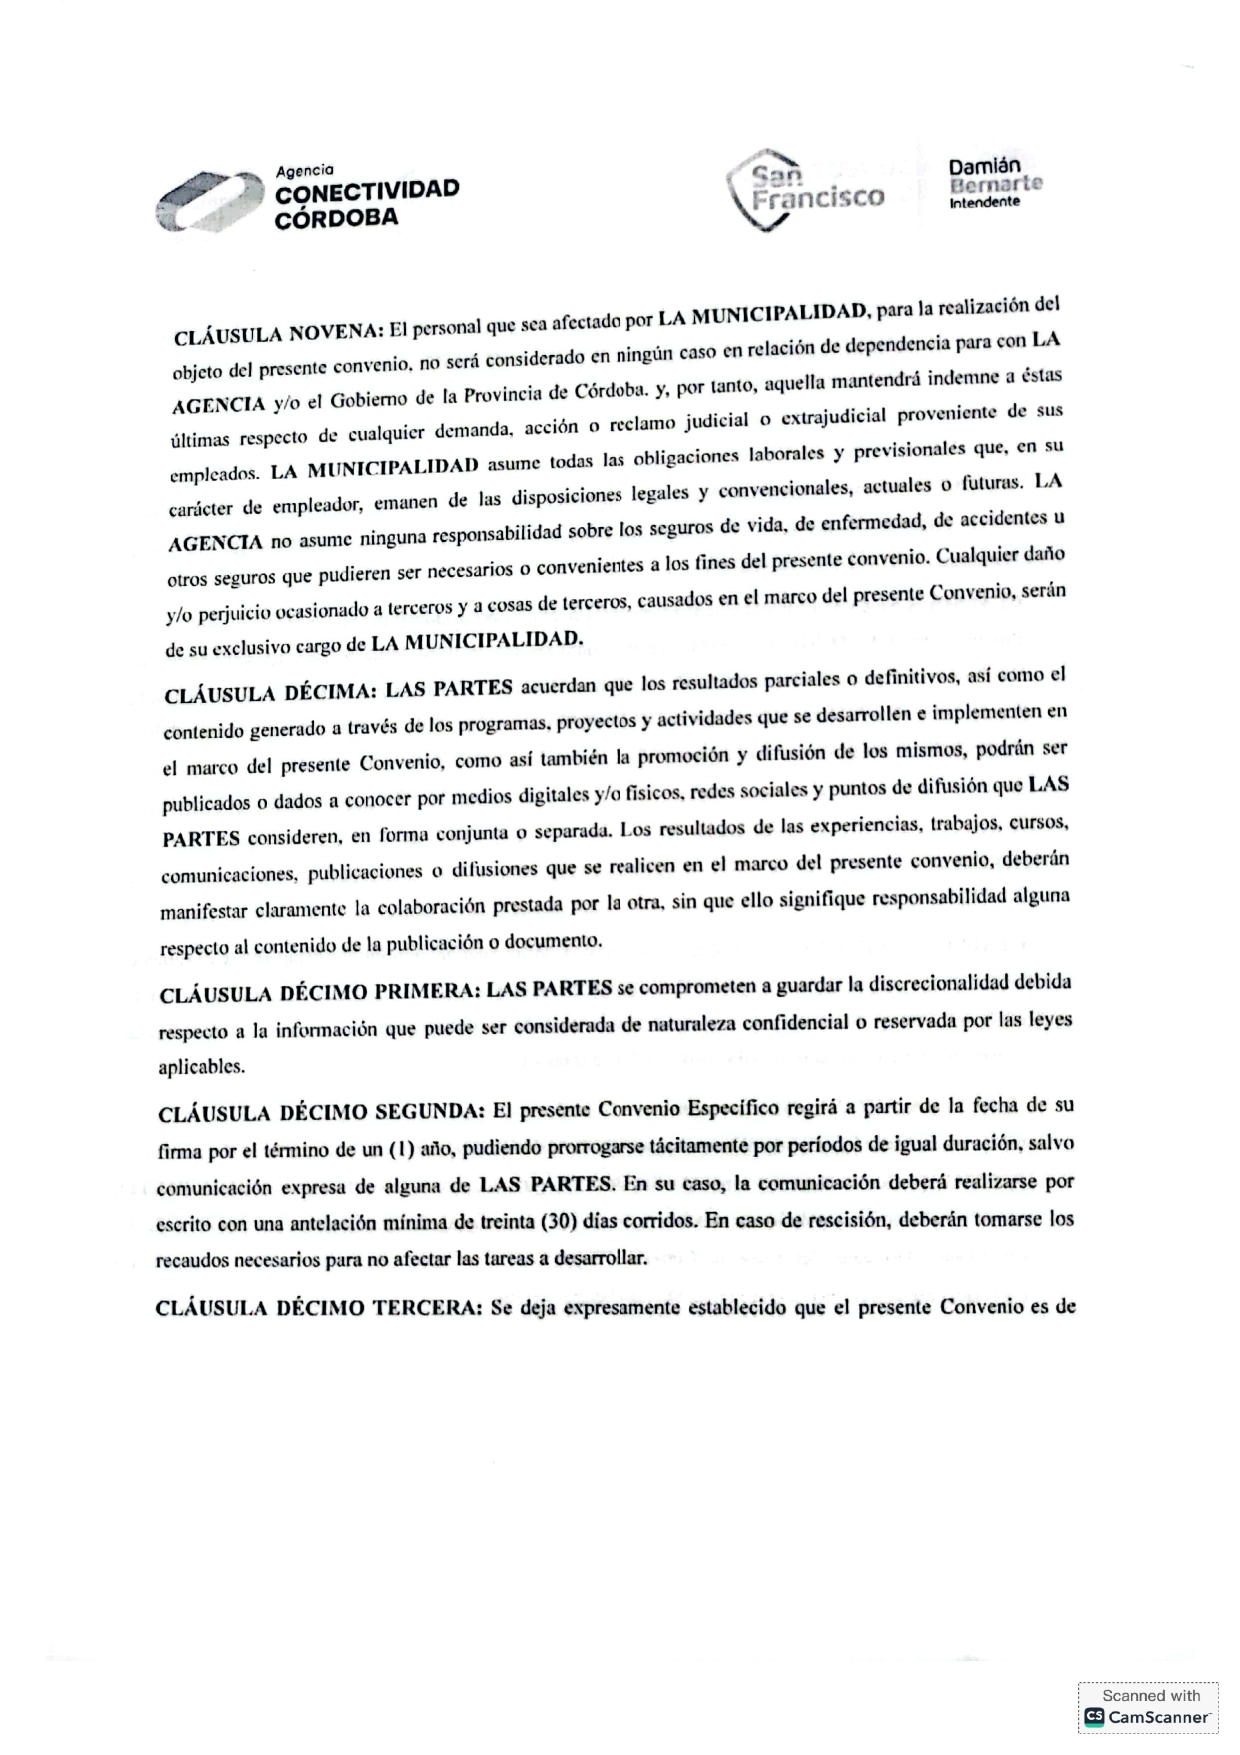 Agencia
CONECTIVIDAD
CÓRDOBA
San
Francisco
Damián
Bernarte
Intendente
CLÁUSULA NOVENA: El personal que sea afectado por LA MUNICIPALIDAD, para la realización del
objeto del presente convenio, no será considerado en ningún caso en relación de dependencia para con LA
AGENCIA y/o el Gobierno de la Provincia de Córdoba. y, por tanto, aquella mantendrá indemne a éstas
últimas respecto de cualquier demanda, acción o reclamo judicial o extrajudicial proveniente de sus
empleados. LA MUNICIPALIDAD asume todas las obligaciones laborales y previsionales que, en su
carácter de empleador, emanen de las disposiciones legales y convencionales, actuales o futuras. LA
AGENCIA no asume ninguna responsabilidad sobre los seguros de vida, de enfermedad, de accidentes u
otros seguros que pudieren ser necesarios o convenientes a los fines del presente convenio. Cualquier daño
y/o perjuicio ocasionado a terceros y a cosas de terceros, causados en el marco del presente Convenio, serán
de su exclusivo cargo de LA MUNICIPALIDAD.
CLÁUSULA DÉCIMA: LAS PARTES acuerdan que los resultados parciales o definitivos, así como el
contenido generado a través de los programas, proyectos y actividades que se desarrollen e implementen en
el marco del presente Convenio, como así también la promoción y difusión de los mismos, podrán ser
publicados o dados a conocer por medios digitales y/o físicos, redes sociales y puntos de difusión que LAS
PARTES consideren, en forma conjunta o separada. Los resultados de las experiencias, trabajos, cursos,
comunicaciones, publicaciones o difusiones que se realicen en el marco del presente convenio, deberán
manifestar claramente la colaboración prestada por la otra, sin que ello signifique responsabilidad alguna
respecto al contenido de la publicación o documento.
CLÁUSULA DÉCIMO PRIMERA: LAS PARTES se comprometen a guardar la discrecionalidad debida
respecto a la información que puede ser considerada de naturaleza confidencial o reservada por las leyes
aplicables.
CLÁUSULA DÉCIMO SEGUNDA: El presente Convenio Específico regirá a partir de la fecha de su
firma por el término de un (1) año, pudiendo prorrogarse tácitamente por períodos de igual duración, salvo
comunicación expresa de alguna de LAS PARTES. En su caso, la comunicación deberá realizarse por
escrito con una antelación mínima de treinta (30) días corridos. En caso de rescisión, deberán tomarse los
recaudos necesarios para no afectar las tareas a desarrollar.
CLÁUSULA DÉCIMO TERCERA: Se deja expresamente establecido que el presente Convenio es de
Scanned with
CS CamScanner